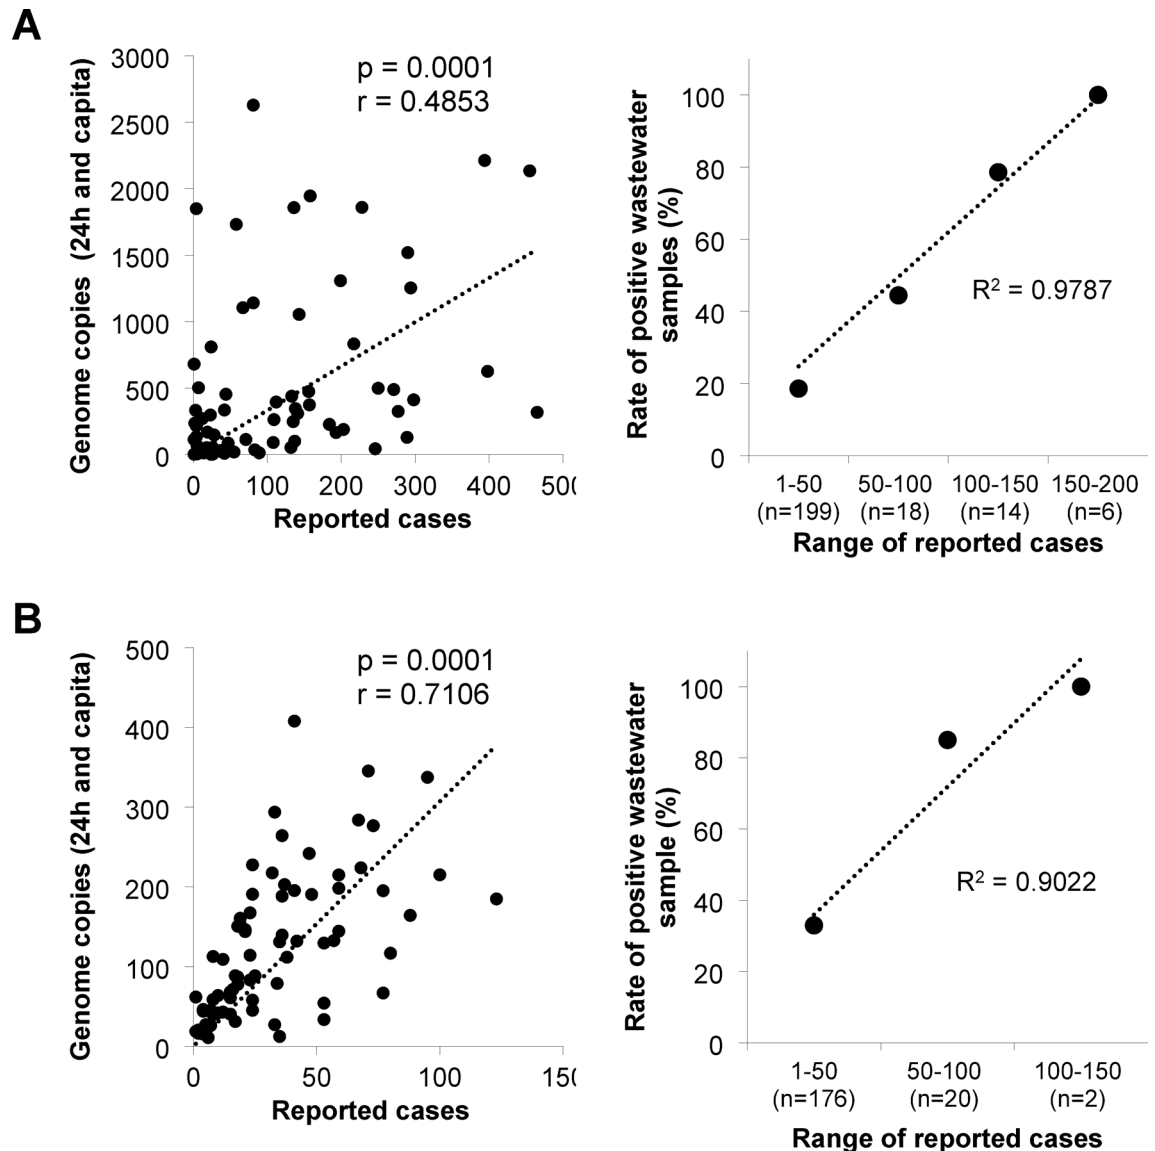 A
Genome copies (24h and capita)
3000
2500
2000
1500
1000
500
0
p = 0.0001
r = 0.4853
0 100 200 300 400 500
Reported cases
Rate of positive wastewater
samples (%)
100
80
60
40
20
0
R² = 0.9787
1-50 50-100 100-150 150-200
(n=199) (n=18) (n=14) (n=6)
Range of reported cases
B
Genome copies (24h and capita)
500
400
300
200
100
0
p = 0.0001
r = 0.7106
0 50 100 150
Reported cases
Rate of positive wastewater
sample (%)
100
80
60
40
20
0
R² = 0.9022
1-50 50-100 100-150
(n=176) (n=20) (n=2)
Range of reported cases